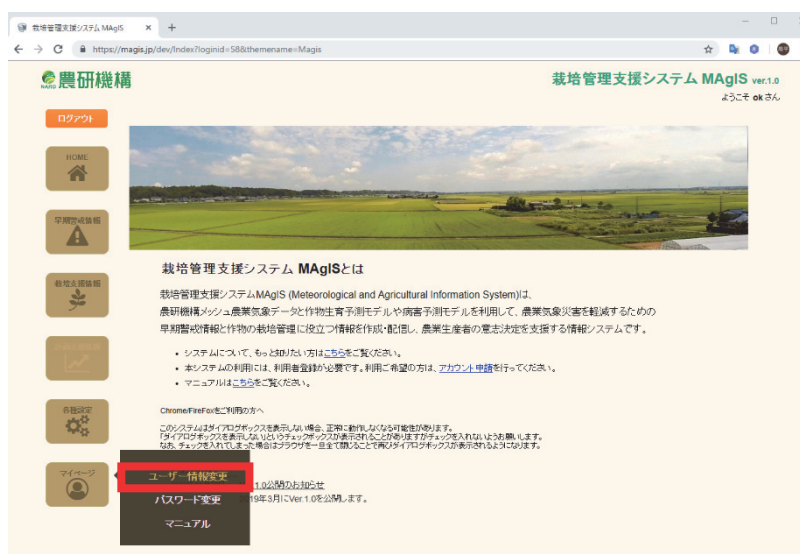 栽培管理支援システム MAgIS
https://magis.jp/dev/Index?loginid=58&themename=Magis
NARO 農研機構
栽培管理支援システム MAgIS ver.1.0
ようこそ ok さん
ログアウト
HOME
早期警戒情報
栽培支援情報
各種設定
マイページ
栽培管理支援システム MAgISとは
栽培管理支援システムMAgIS (Meteorological and Agricultural Information System)は、
農研機構メッシュ農業気象データと作物生育予測モデルや病害予測モデルを利用して、農業気象災害を軽減するための
早期警戒情報と作物の栽培管理に役立つ情報を作成・配信し、農業生産者の意志決定を支援する情報システムです。
• システムについて、もっと知りたい方はこちらをご覧ください。
• 本システムの利用には、利用者登録が必要です。利用ご希望の方は、アカウント申請を行ってください。
• マニュアルはこちらをご覧ください。
Chrome/FireFoxをご利用の方へ
このシステムはダイアログボックスを表示しない場合、正常に動作しなくなる可能性があります。
「ダイアログボックスを表示しない」というチェックボックスが表示されることがありますがチェックを入れないようお願いします。
なお、チェックを入れてしまった場合はブラウザを一旦全て閉じることで再びダイアログボックスが表示されるようになります。
ユーザー情報変更
パスワード変更
マニュアル
1.0公開のお知らせ
19年3月にVer.1.0を公開します。